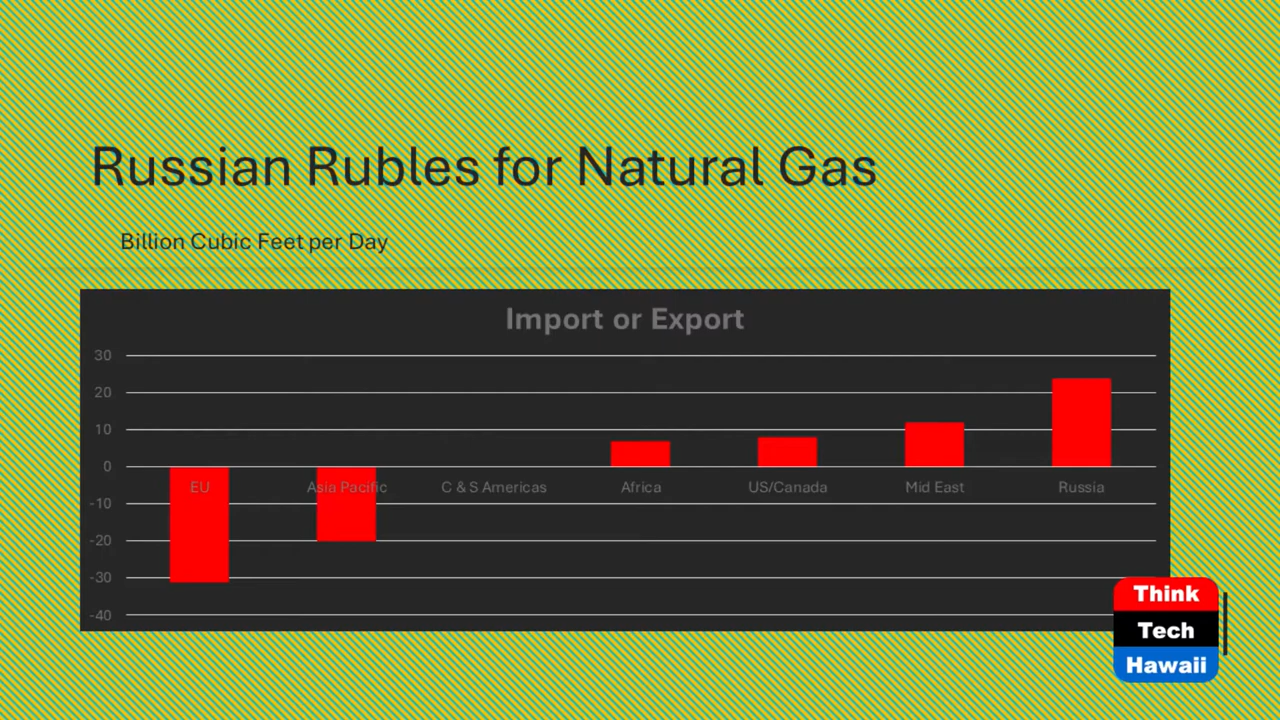 Russian Rubles for Natural Gas
Billion Cubic Feet per Day
Import or Export
30
20
10
0
EU Asia Pacific C & S Americas Africa US/Canada Mid East Russia
-10
-20
-30
-40
Think
Tech
Hawaii